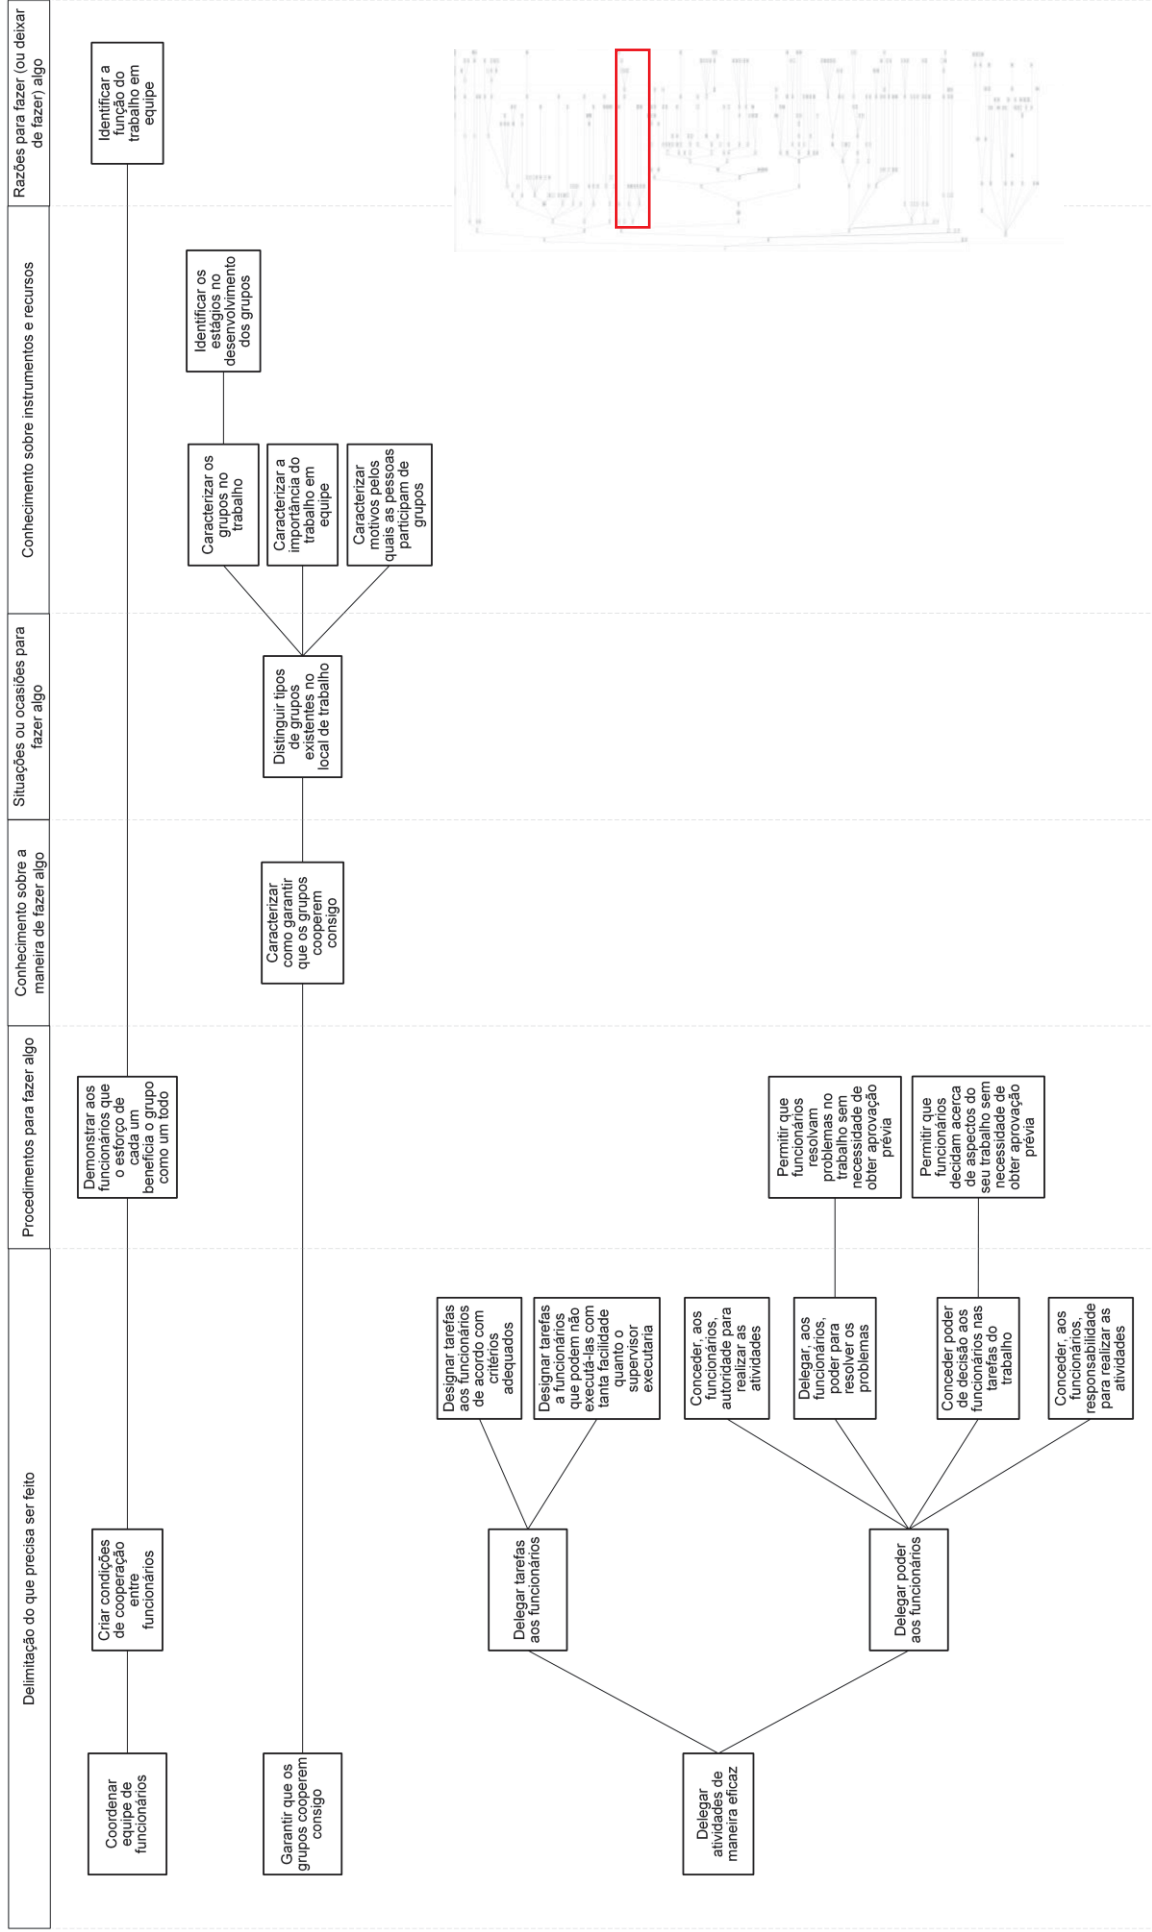 Delimitação do que precisa ser feito
Procedimentos para fazer algo
Conhecimento sobre a
maneira de fazer algo
Situações ou ocasiões para
fazer algo
Conhecimento sobre instrumentos e recursos
Razões para fazer (ou deixar
de fazer) algo
Coordenar
equipe de
funcionários
Criar condições
de cooperação
entre
funcionários
Demonstrar aos
funcionários que
o esforço de
cada um
beneficia o grupo
como um todo
Identificar a
função do
trabalho em
equipe
Garantir que os
grupos cooperem
consigo
Caracterizar
como garantir
que os grupos
cooperem
consigo
Distinguir tipos
de grupos
existentes no
local de trabalho
Caracterizar os
grupos no
trabalho
Identificar os
estágios no
desenvolvimento
dos grupos
Caracterizar a
importância do
trabalho em
equipe
Caracterizar
motivos pelos
quais as pessoas
participam de
grupos
Delegar
atividades de
maneira eficaz
Delegar tarefas
aos funcionários
Designar tarefas
aos funcionários
de acordo com
critérios
adequados
Designar tarefas
a funcionários
que podem não
executá-las com
tanta facilidade
quanto o
supervisor
executaria
Delegar poder
aos funcionários
Conceder, aos
funcionários,
autoridade para
realizar as
atividades
Delegar, aos
funcionários,
poder para
resolver os
problemas
Permitir que
funcionários
resolvam
problemas no
trabalho sem
necessidade de
obter aprovação
prévia
Conceder poder
de decisão aos
funcionários nas
tarefas do
trabalho
Permitir que
funcionários
decidam acerca
de aspectos do
seu trabalho sem
necessidade de
obter aprovação
prévia
Conceder, aos
funcionários,
responsabilidade
para realizar as
atividades